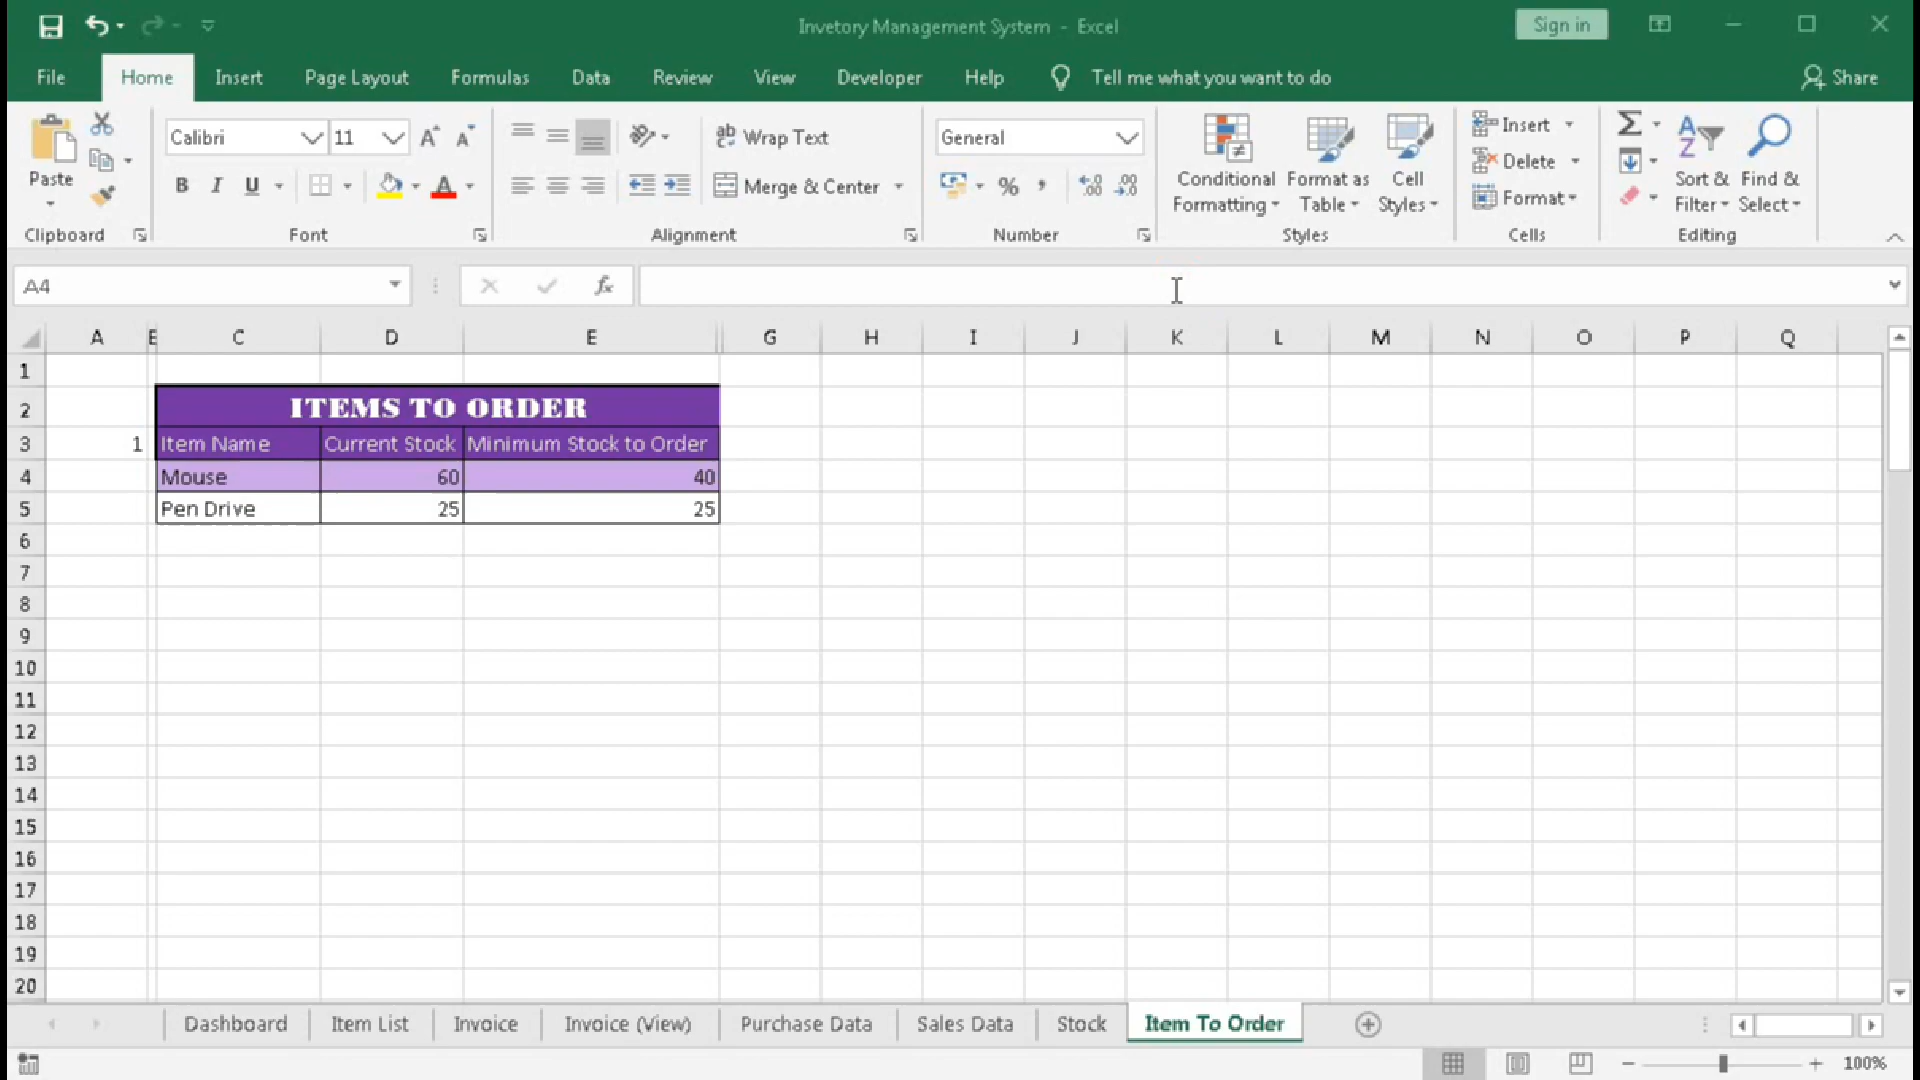 Invetory Management System - Excel
Sign in
File Home Insert Page Layout Formulas Data Review View Developer Help Tell me what you want to do Share
Paste
Clipboard
Calibri 11
B I U A
Font
Wrap Text
Merge & Center
Alignment
General
%
Number
Conditional Formatting
Format as Table
Cell Styles
Styles
Insert
Delete
Format
Cells
Sort & Filter
Find & Select
Editing
A4 fx
A C D E G H I J K L M N O P Q
1
2 ITEMS TO ORDER
3 1 Item Name Current Stock Minimum Stock to Order
4 Mouse 60 40
5 Pen Drive 25 25
6
7
8
9
10
11
12
13
14
15
16
17
18
19
20
Dashboard Item List Invoice Invoice (View) Purchase Data Sales Data Stock Item To Order
100%